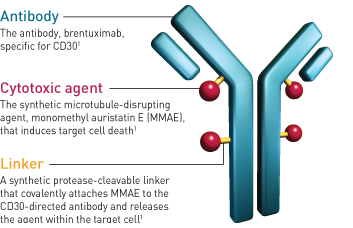 Antibody
The antibody, brentuximab,
specific for CD30¹
Cytotoxic agent
The synthetic microtubule-disrupting
agent, monomethyl auristatin E (MMAE),
that induces target cell death¹
Linker
A synthetic protease-cleavable linker
that covalently attaches MMAE to the
CD30-directed antibody and releases
the agent within the target cell¹